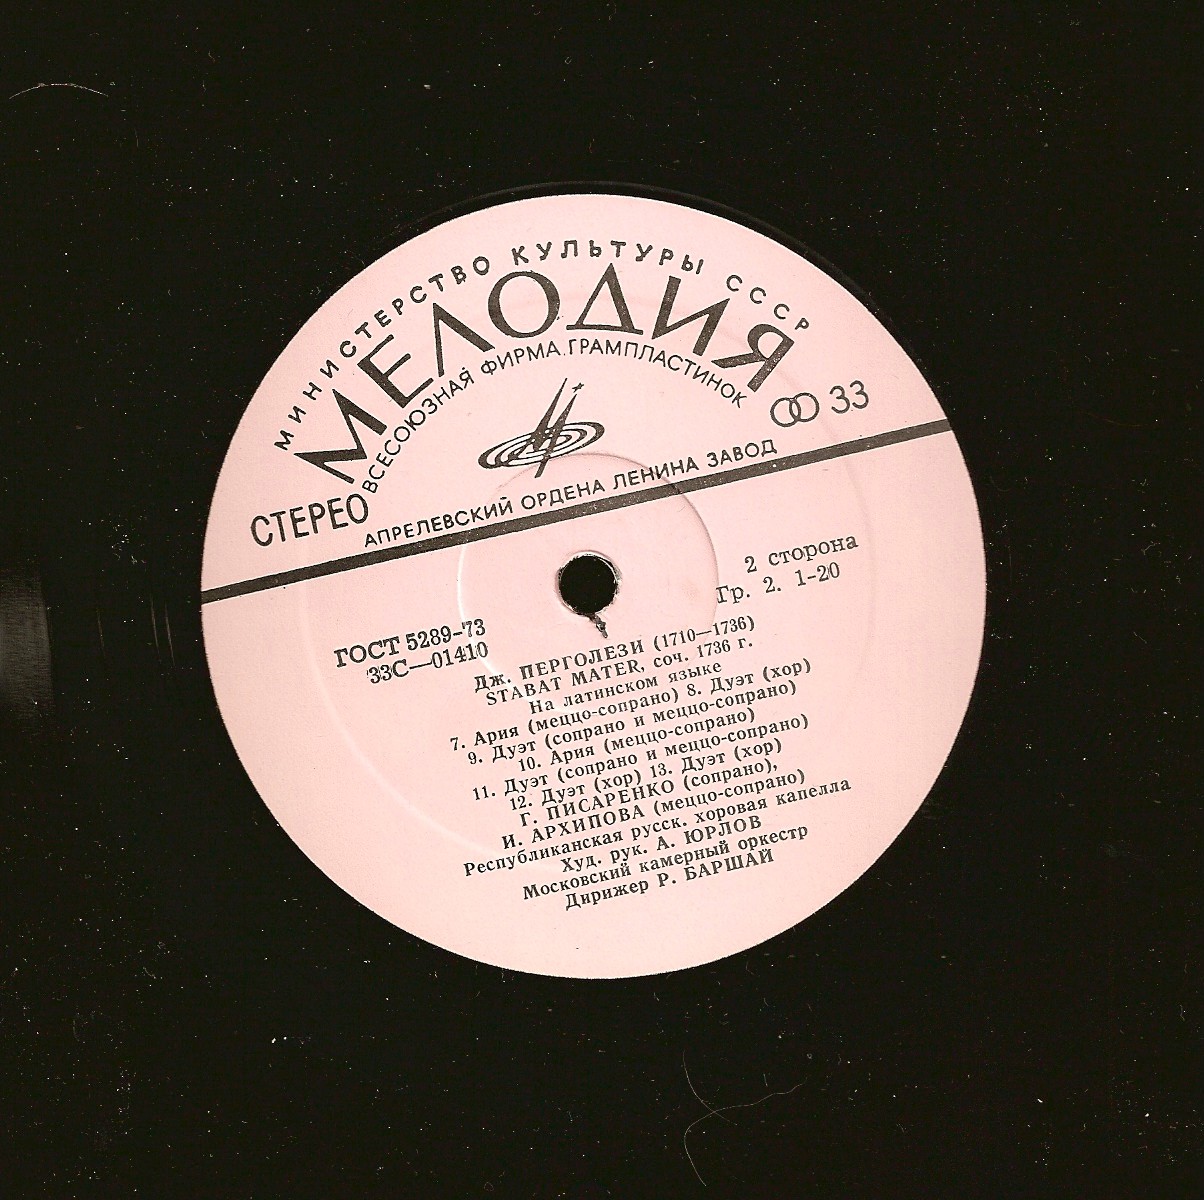 МИНИСТЕРСТВО КУЛЬТУРЫ СССР
МЕЛОДИЯ
ВСЕСОЮЗНАЯ ФИРМА ГРАМПЛАСТИНОК
33
СТЕРЕО
АПРЕЛЕВСКИЙ ОРДЕНА ЛЕНИНА ЗАВОД
2 сторона
Гр. 2. 1-20
ГОСТ 5289-73
33С—01410
Дж. ПЕРГОЛЕЗИ (1710—1736)
STABAT MATER, соч. 1736 г.
На латинском языке
7. Ария (меццо-сопрано) 8. Дуэт (хор)
9. Дуэт (сопрано и меццо-сопрано)
10. Ария (меццо-сопрано)
11. Дуэт (сопрано и меццо-сопрано)
12. Дуэт (хор) 13. Дуэт (хор)
Г. ПИСАРЕНКО (сопрано),
И. АРХИПОВА (меццо-сопрано)
Республиканская русск. хоровая капелла
Худ. рук. А. ЮРЛОВ
Московский камерный оркестр
Дирижер Р. БАРШАЙ